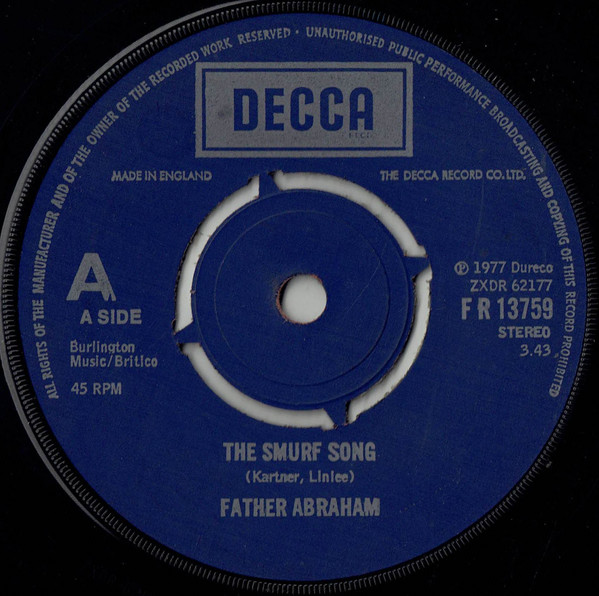 ALL RIGHTS OF THE MANUFACTURER AND OF THE OWNER OF THE RECORDED WORK RESERVED · UNAUTHORISED PUBLIC PERFORMANCE BROADCASTING AND COPYING OF THIS RECORD PROHIBITED
DECCA
MADE IN ENGLAND
THE DECCA RECORD CO. LTD.
A
A SIDE
Burlington
Music/Britico
45 RPM
℗ 1977 Dureco
ZXDR 62177
F R 13759
STEREO
3.43
THE SMURF SONG
(Kartner, Linlee)
FATHER ABRAHAM